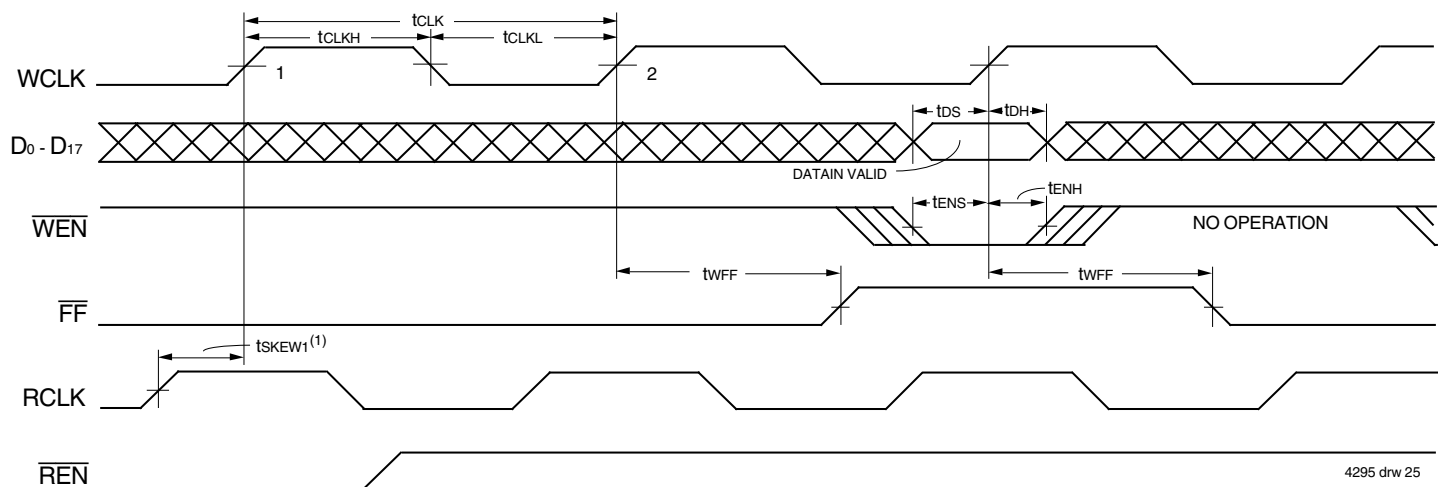 tCLK
tCLKH tCLKL
WCLK 1 2
tDS tDH
D0 - D17
DATAIN VALID
tENS tENH
WEN NO OPERATION
tWFF tWFF
FF
tSKEW1(1)
RCLK
REN
4295 drw 25